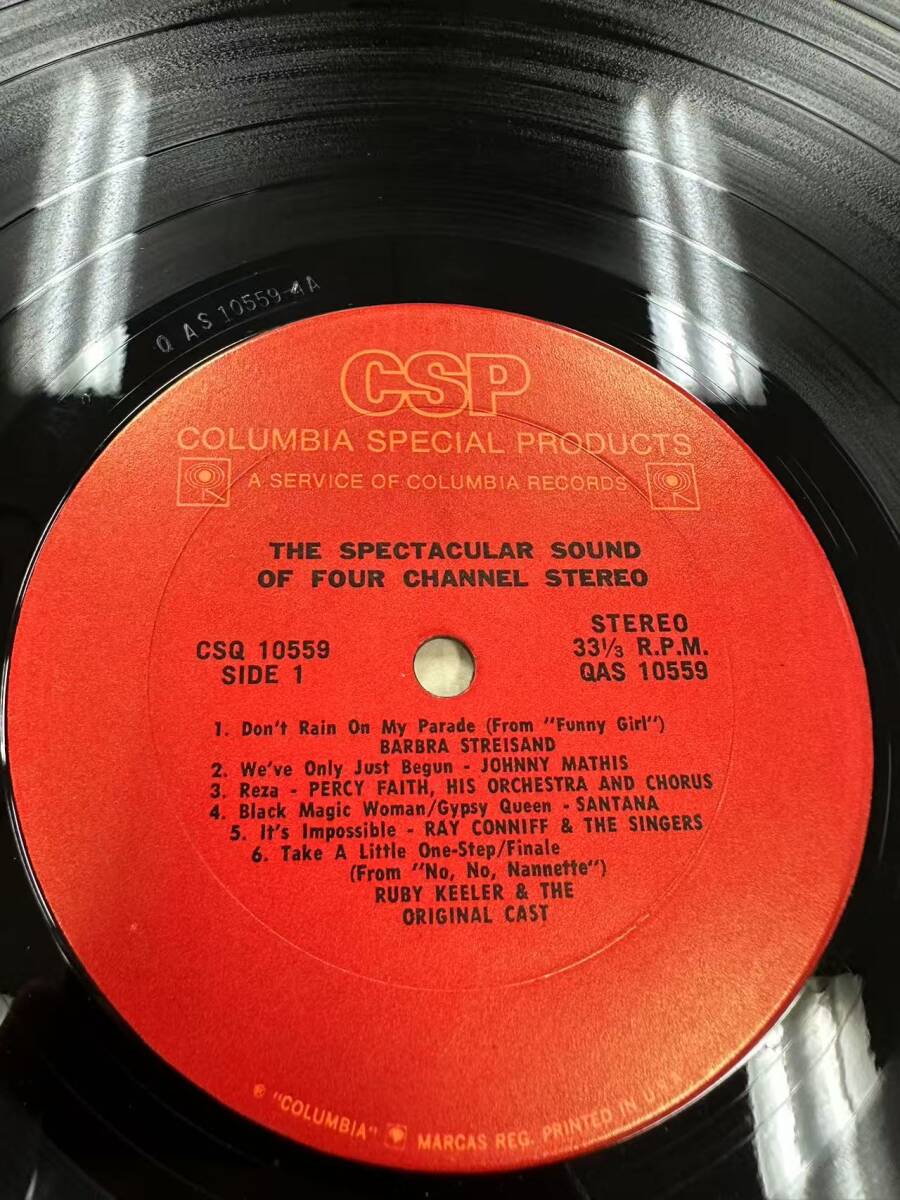 Q AS 10559-4A
CSP
COLUMBIA SPECIAL PRODUCTS
A SERVICE OF COLUMBIA RECORDS
THE SPECTACULAR SOUND
OF FOUR CHANNEL STEREO
CSQ 10559
SIDE 1
STEREO
33⅓ R.P.M.
QAS 10559
1. Don't Rain On My Parade (From "Funny Girl")
BARBRA STREISAND
2. We've Only Just Begun - JOHNNY MATHIS
3. Reza - PERCY FAITH, HIS ORCHESTRA AND CHORUS
4. Black Magic Woman/Gypsy Queen - SANTANA
5. It's Impossible - RAY CONNIFF & THE SINGERS
6. Take A Little One-Step/Finale
(From "No, No, Nannette")
RUBY KEELER & THE
ORIGINAL CAST
® "COLUMBIA" MARCAS REG. PRINTED IN U.S.A.